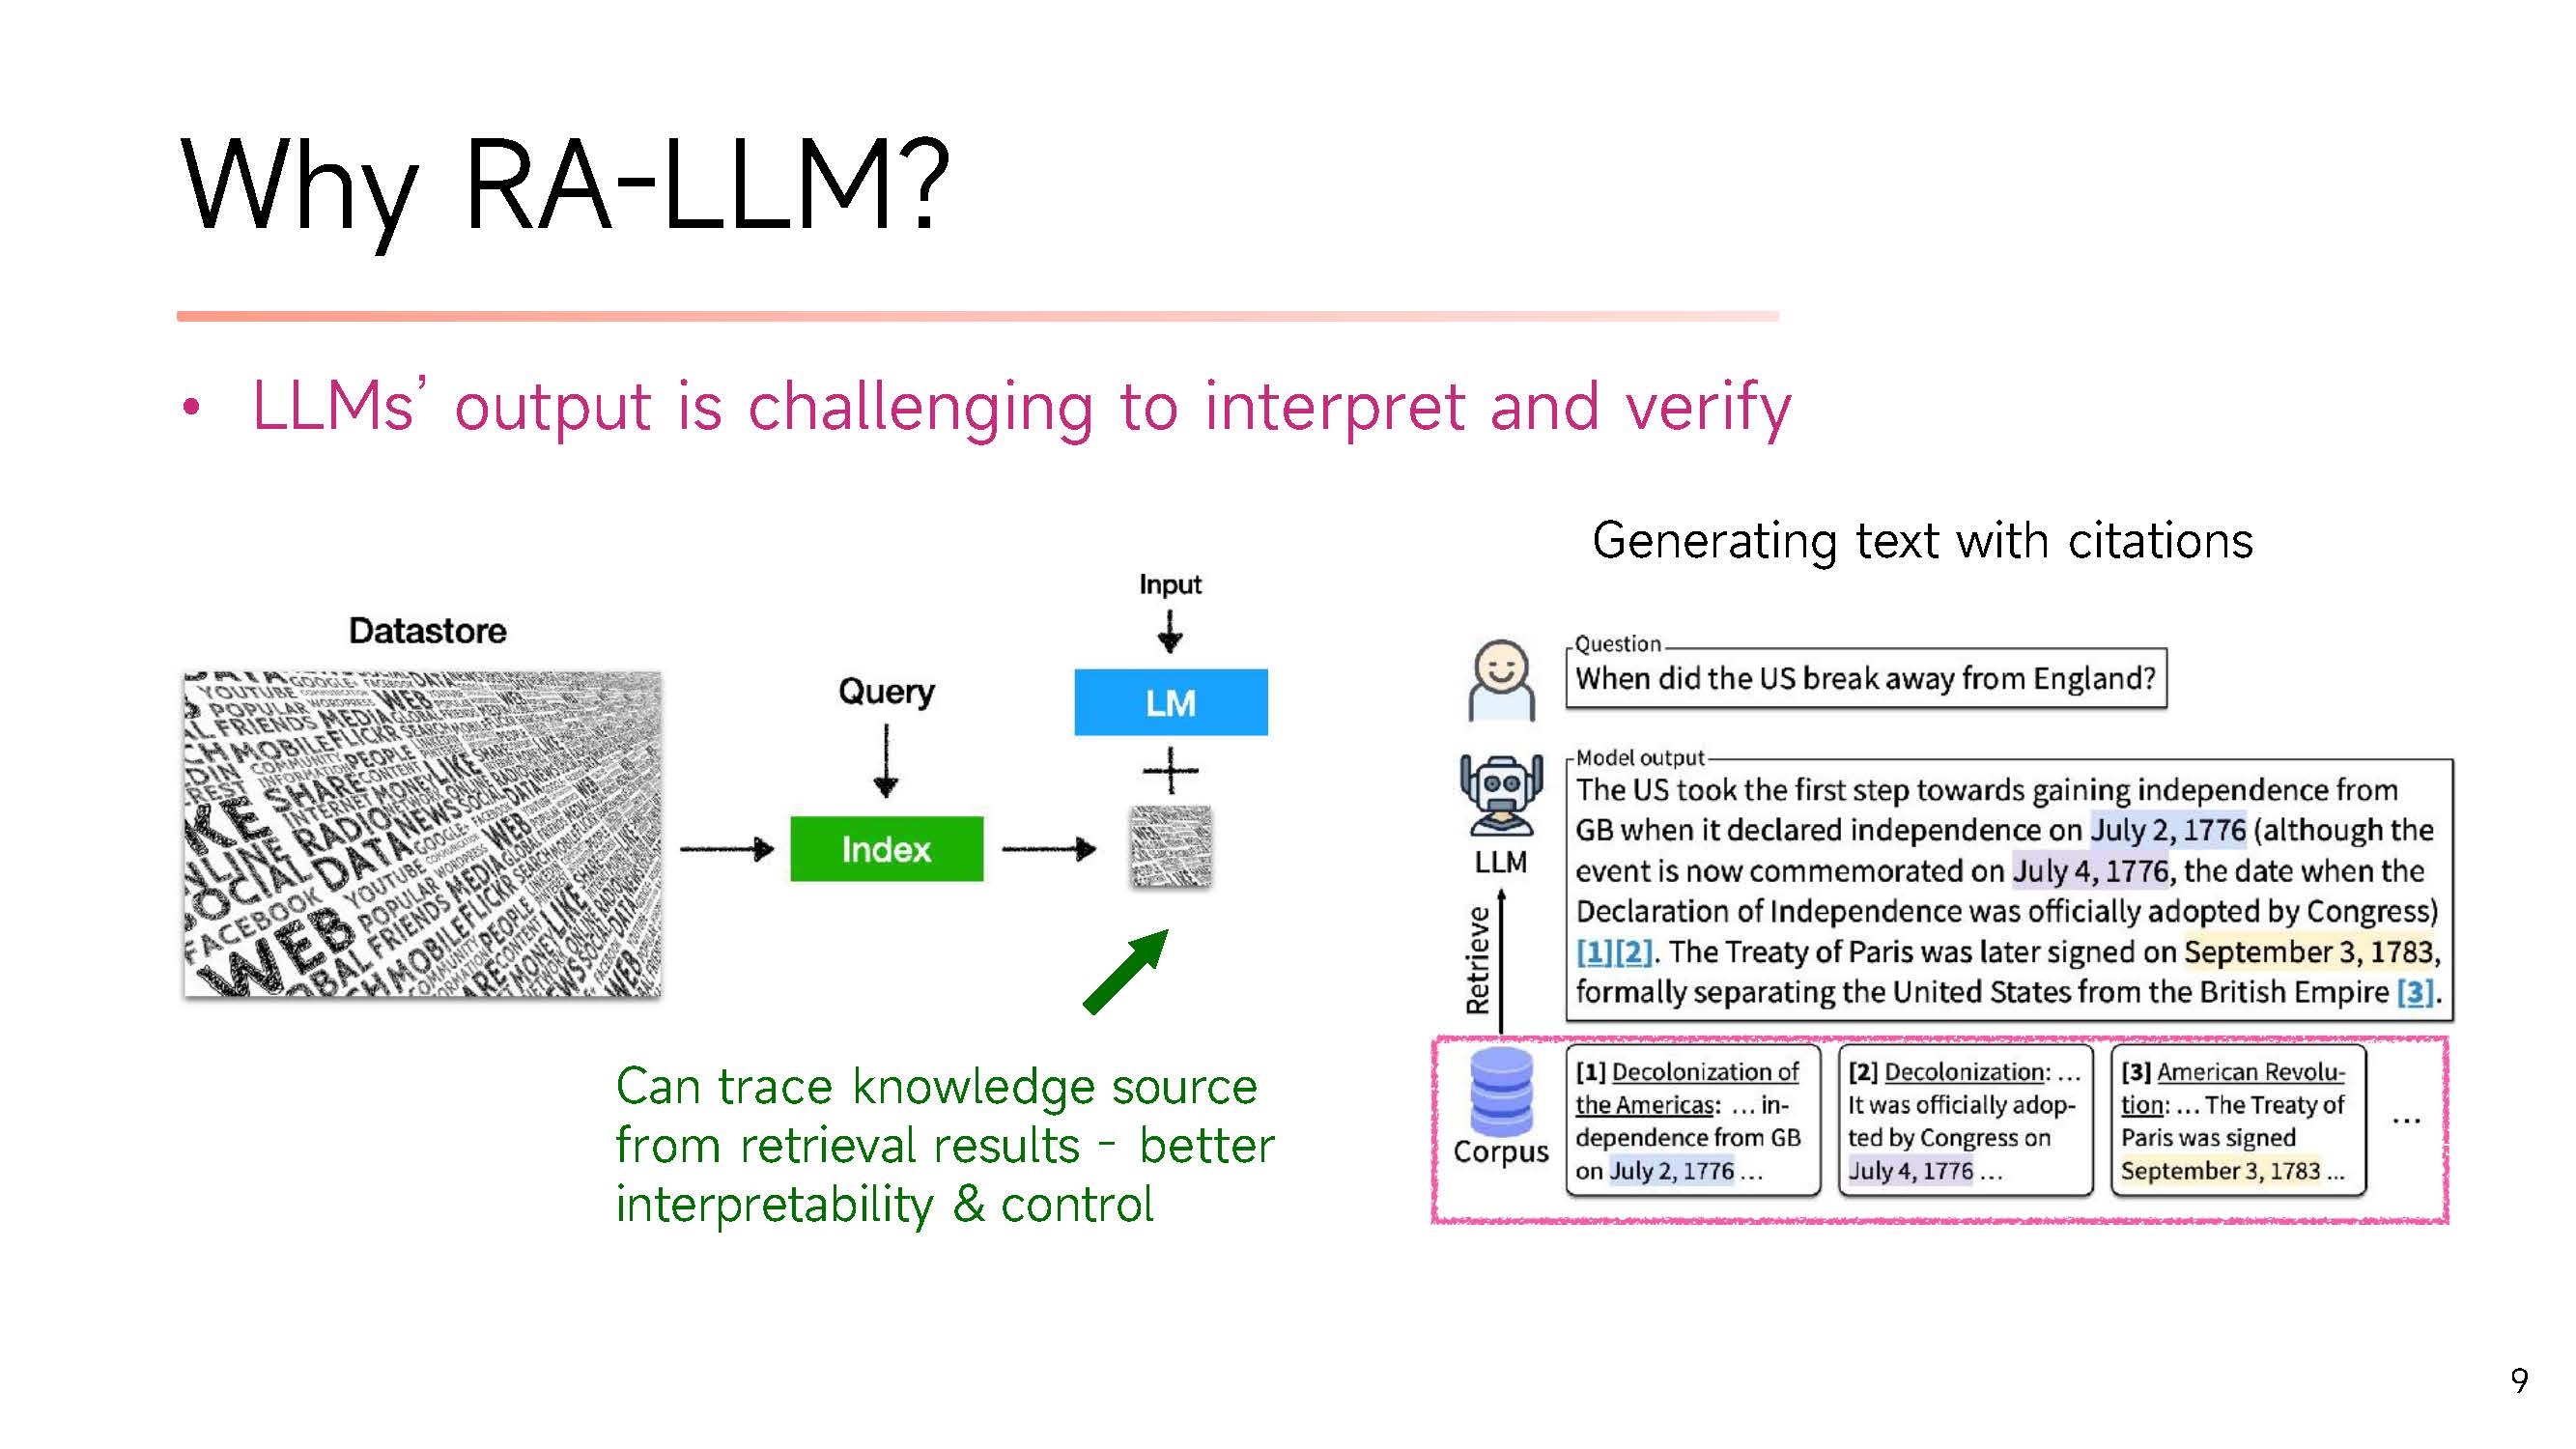 Why RA-LLM?
• LLMs’ output is challenging to interpret and verify
Datastore
Query
Index
Input
LM
Can trace knowledge source
from retrieval results - better
interpretability & control
Generating text with citations
Question
When did the US break away from England?
Model output
The US took the first step towards gaining independence from
GB when it declared independence on July 2, 1776 (although the
event is now commemorated on July 4, 1776, the date when the
Declaration of Independence was officially adopted by Congress)
[1][2]. The Treaty of Paris was later signed on September 3, 1783,
formally separating the United States from the British Empire [3].
LLM
Retrieve
Corpus
[1] Decolonization of
the Americas: ... in-
dependence from GB
on July 2, 1776 ...
[2] Decolonization: ...
It was officially adop-
ted by Congress on
July 4, 1776 ...
[3] American Revolu-
tion: ... The Treaty of
Paris was signed
September 3, 1783 ...
...
9